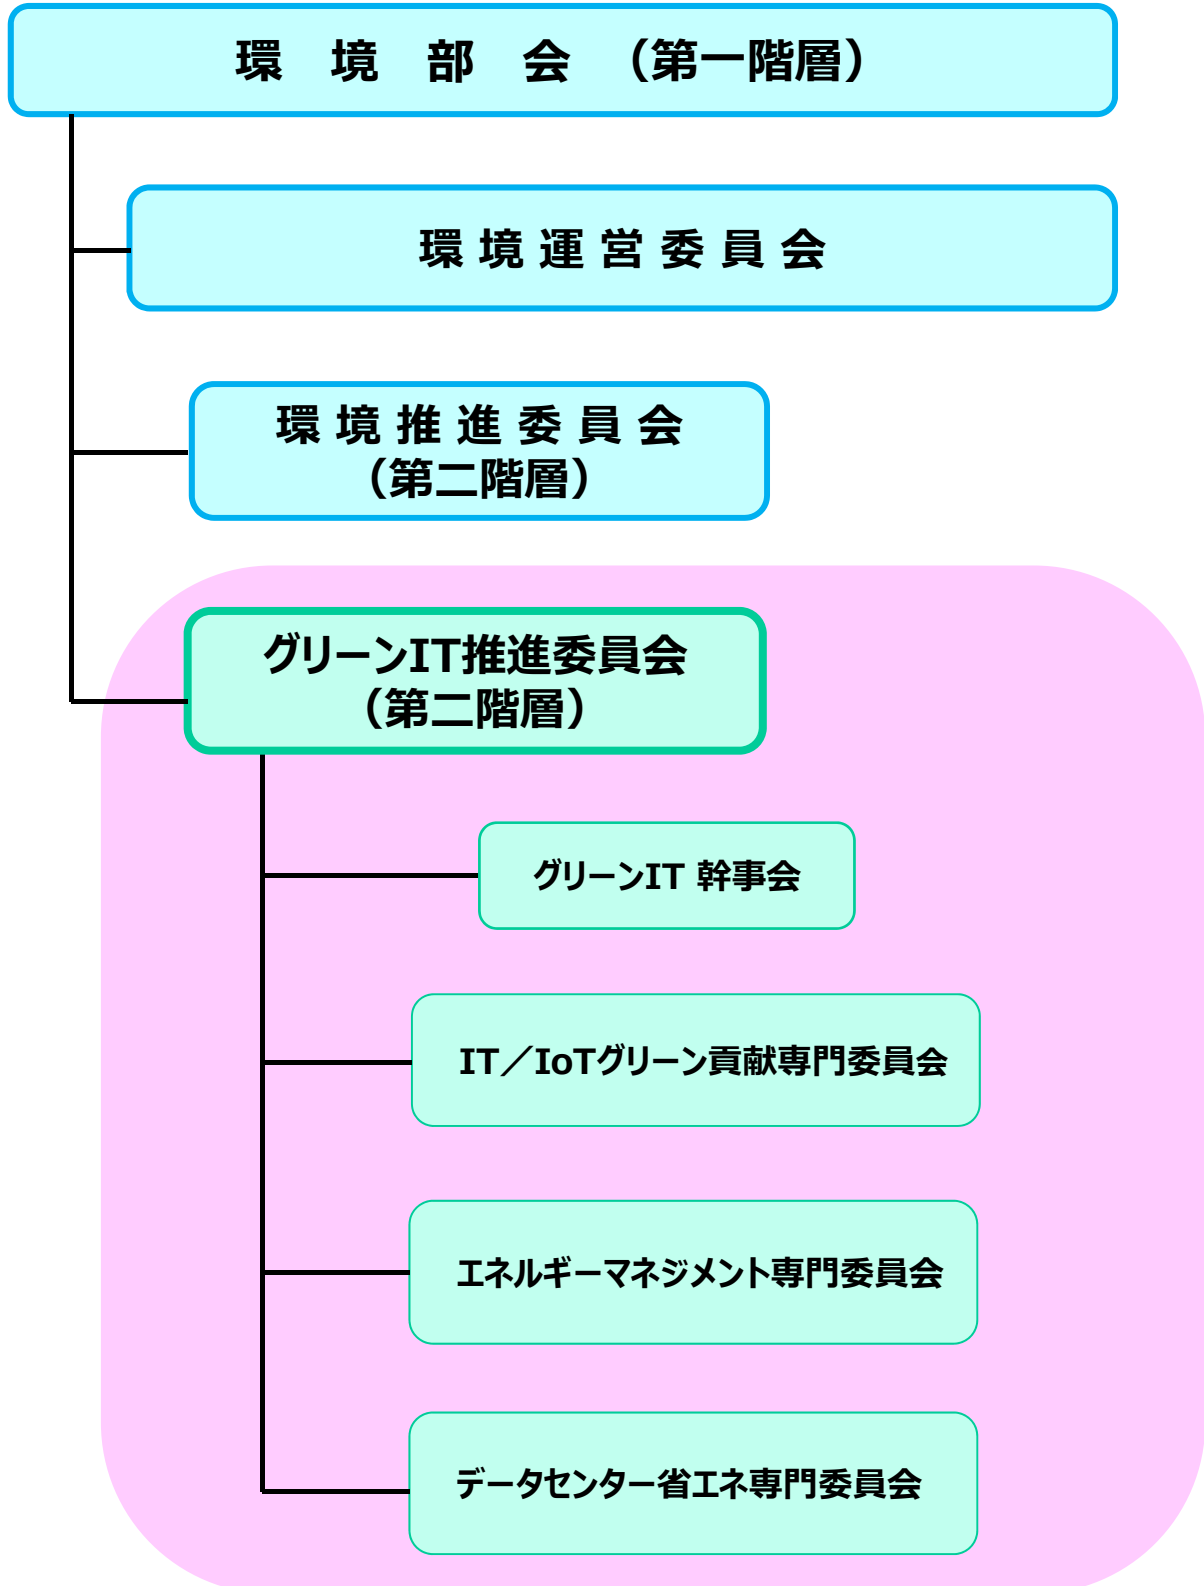 環　境　部　会　（第一階層）
環 境 運 営 委 員 会
環 境 推 進 委 員 会
（第二階層）
グリーンIT推進委員会
（第二階層）
グリーンIT 幹事会
IT／IoTグリーン貢献専門委員会
エネルギーマネジメント専門委員会
データセンター省エネ専門委員会